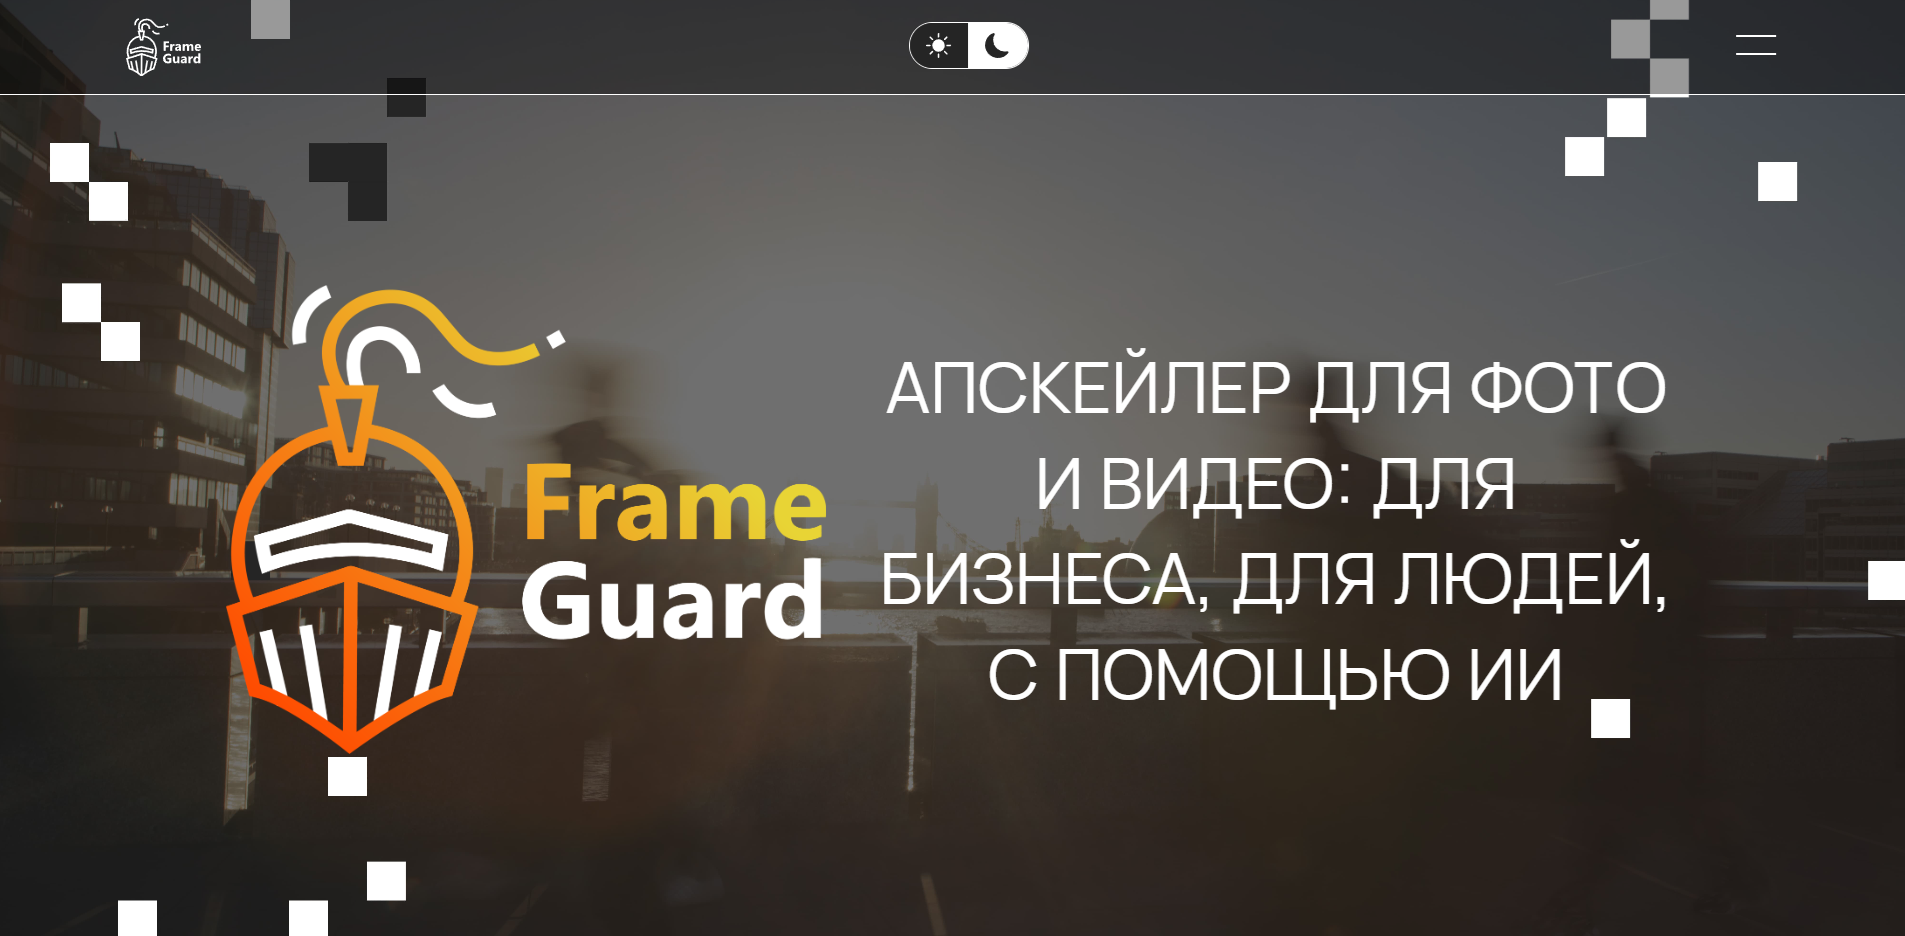 Frame
Guard
Frame
Guard
АПСКЕЙЛЕР ДЛЯ ФОТО
И ВИДЕО: ДЛЯ
БИЗНЕСА, ДЛЯ ЛЮДЕЙ,
С ПОМОЩЬЮ ИИ